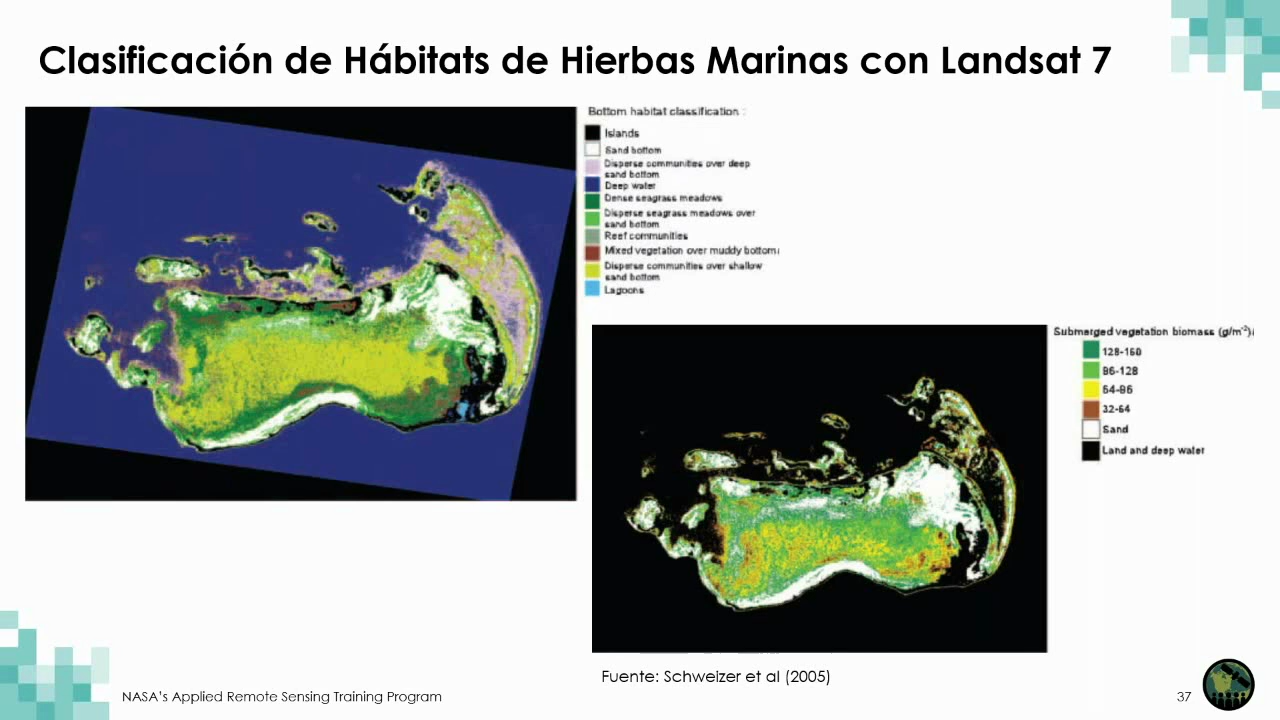 Clasificación de Hábitats de Hierbas Marinas con Landsat 7
Bottom habitat classification :
Islands
Sand bottom
Disperse communities over deep
sand bottom
Deep water
Dense seagrass meadows
Disperse seagrass meadows over
sand bottom
Reef communities
Mixed vegetation over muddy bottom
Disperse communities over shallow
sand bottom
Lagoons
Submerged vegetation biomass (g/m⁻²)
128-160
86-128
64-86
32-64
Sand
Land and deep water
Fuente: Schweizer et al (2005)
NASA's Applied Remote Sensing Training Program
37